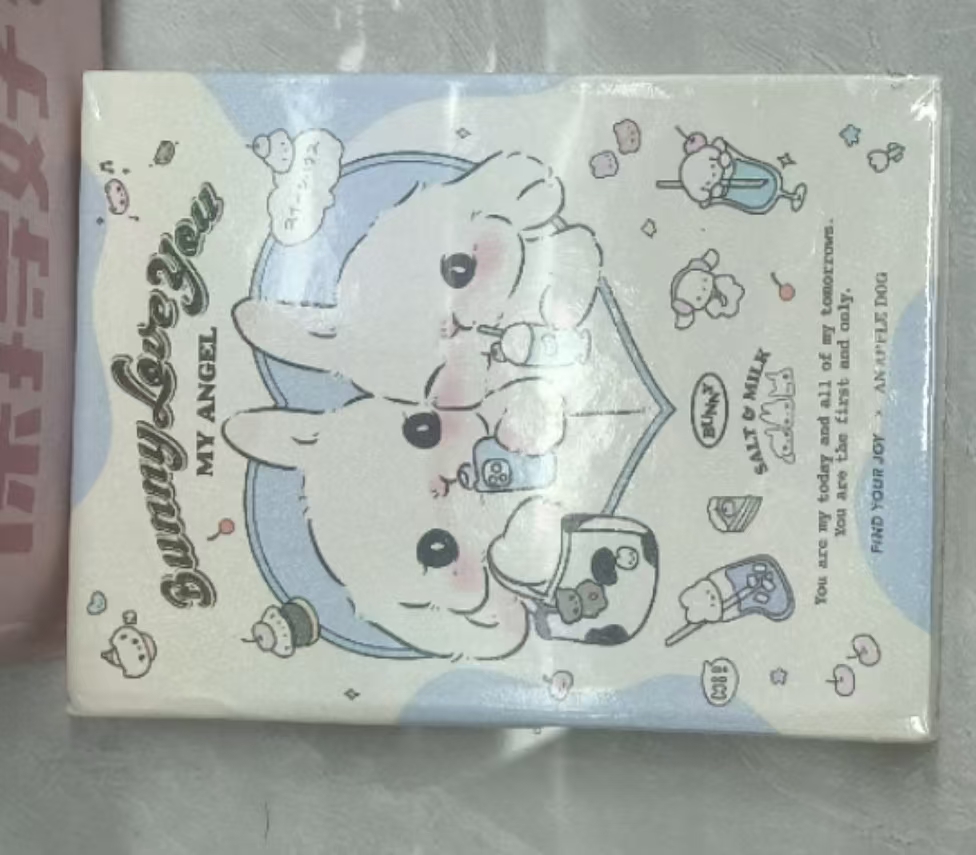 Bunny Love You
MY ANGEL
BUNNY
SALT & MILK
You are my today and all of my tomorrows.
You are the first and only.
FIND YOUR JOY × AN APPLE DOG